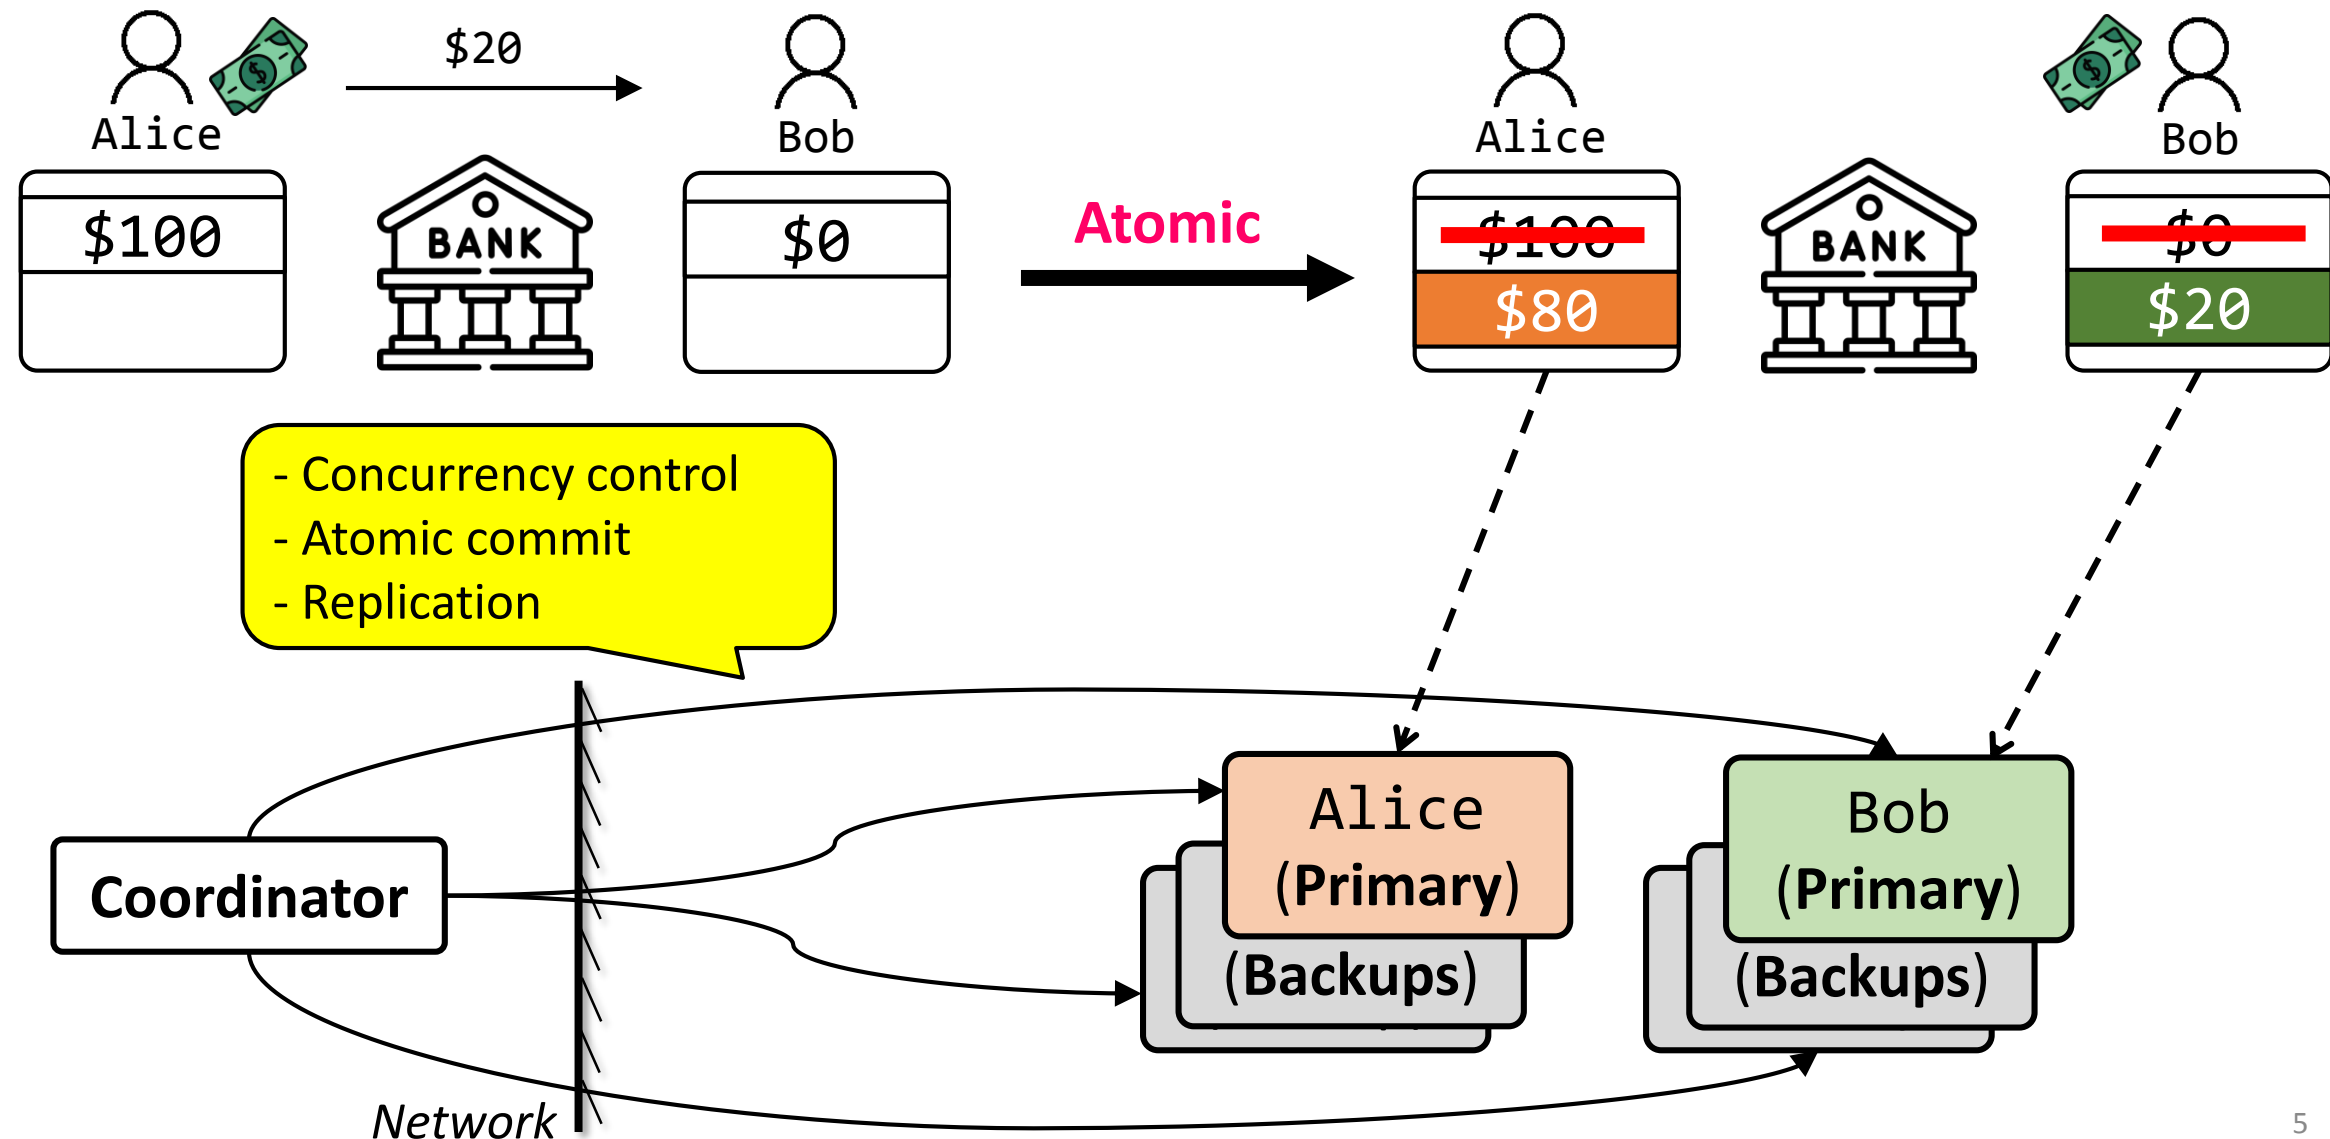 $20
Alice
Bob
Alice
Bob
$100
BANK
$0
Atomic
$100
$80
BANK
$0
$20
- Concurrency control
- Atomic commit
- Replication
Coordinator
Network
Alice
(Primary)
(Backups)
Bob
(Primary)
(Backups)
5